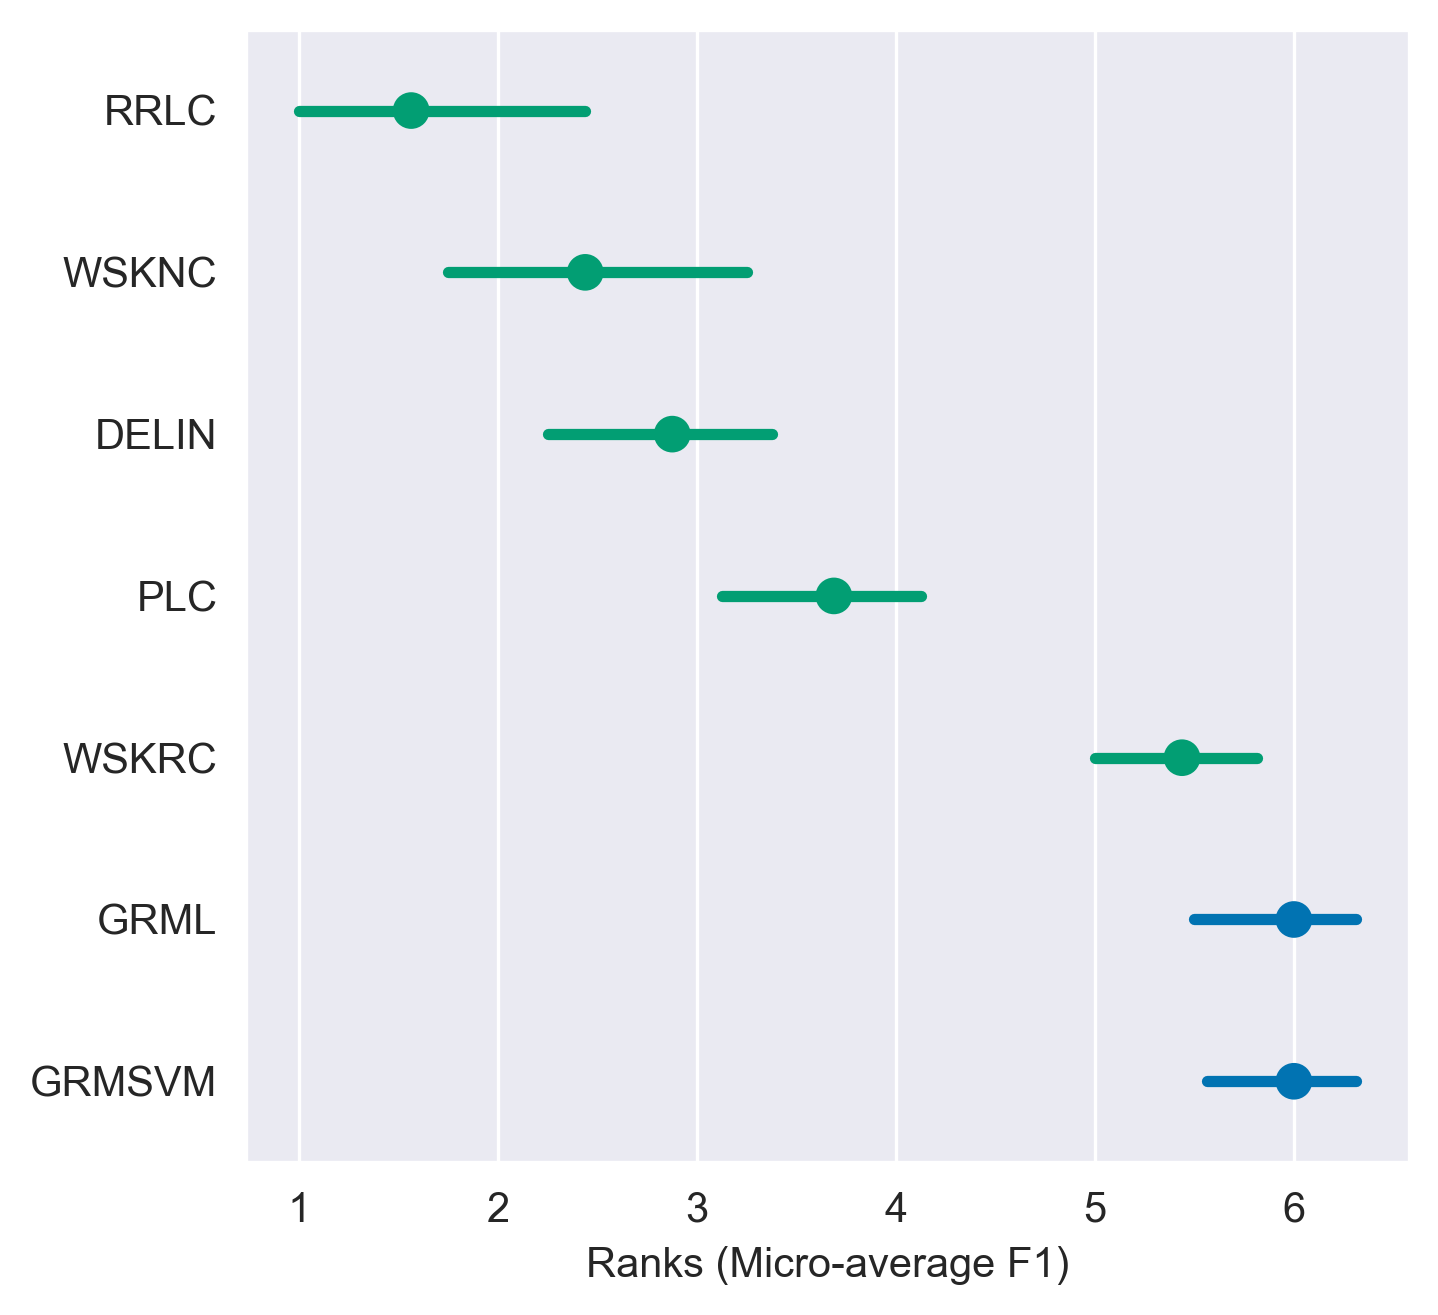 RRLC
WSKNC
DELIN
PLC
WSKRC
GRML
GRMSVM
1 2 3 4 5 6
Ranks (Micro-average F1)